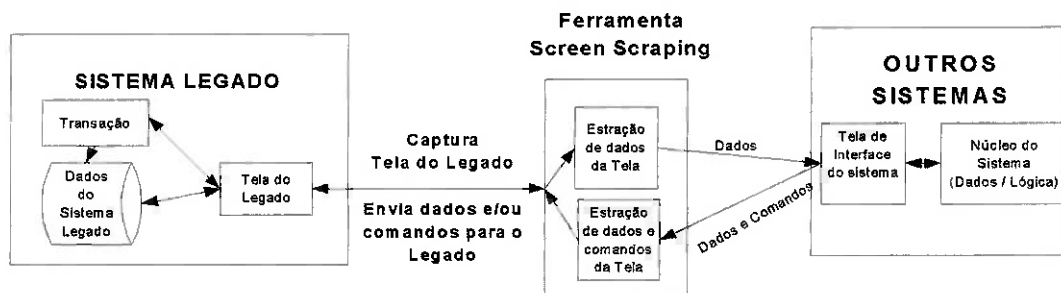 SISTEMA LEGADO
Transação
Dados
do
Sistema
Legado
Tela do
Legado
Captura
Tela do Legado
Envia dados e/ou
comandos para o
Legado
Ferramenta
Screen Scraping
Estração
de dados
da Tela
Estração
de dados e
comandos
da Tela
Dados
Dados e Comandos
OUTROS
SISTEMAS
Tela de
Interface
do sistema
Núcleo do
Sistema
(Dados / Lógica)